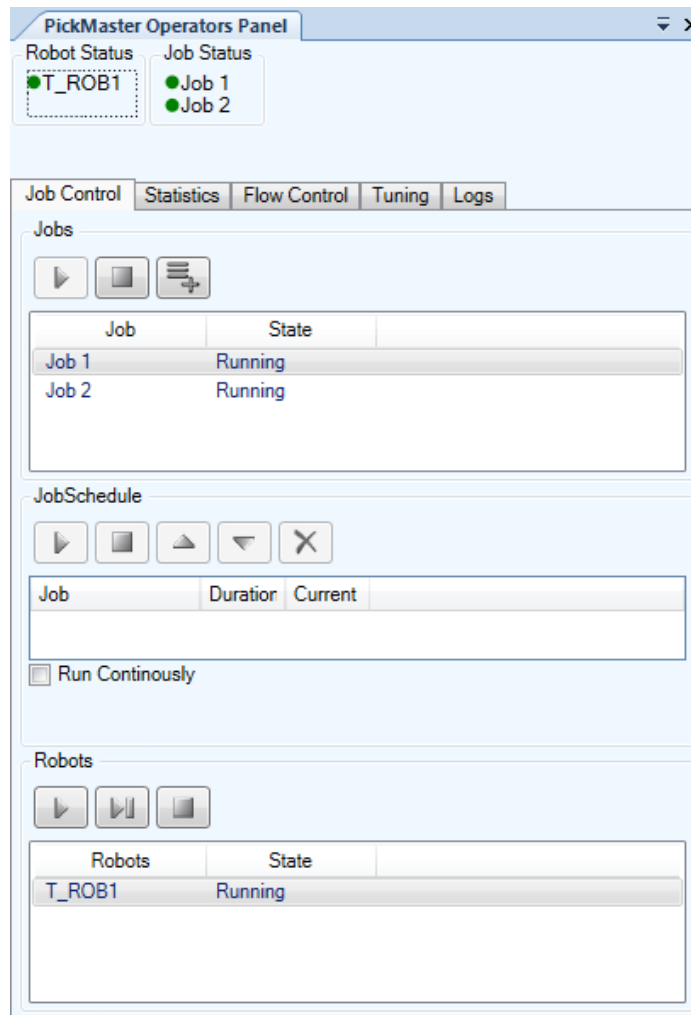 PickMaster Operators Panel
Robot Status Job Status
T_ROB1 Job 1
Job 2
Job Control Statistics Flow Control Tuning Logs
Jobs
Job State
Job 1 Running
Job 2 Running
JobSchedule
Job Duration Current
Run Continously
Robots
Robots State
T_ROB1 Running